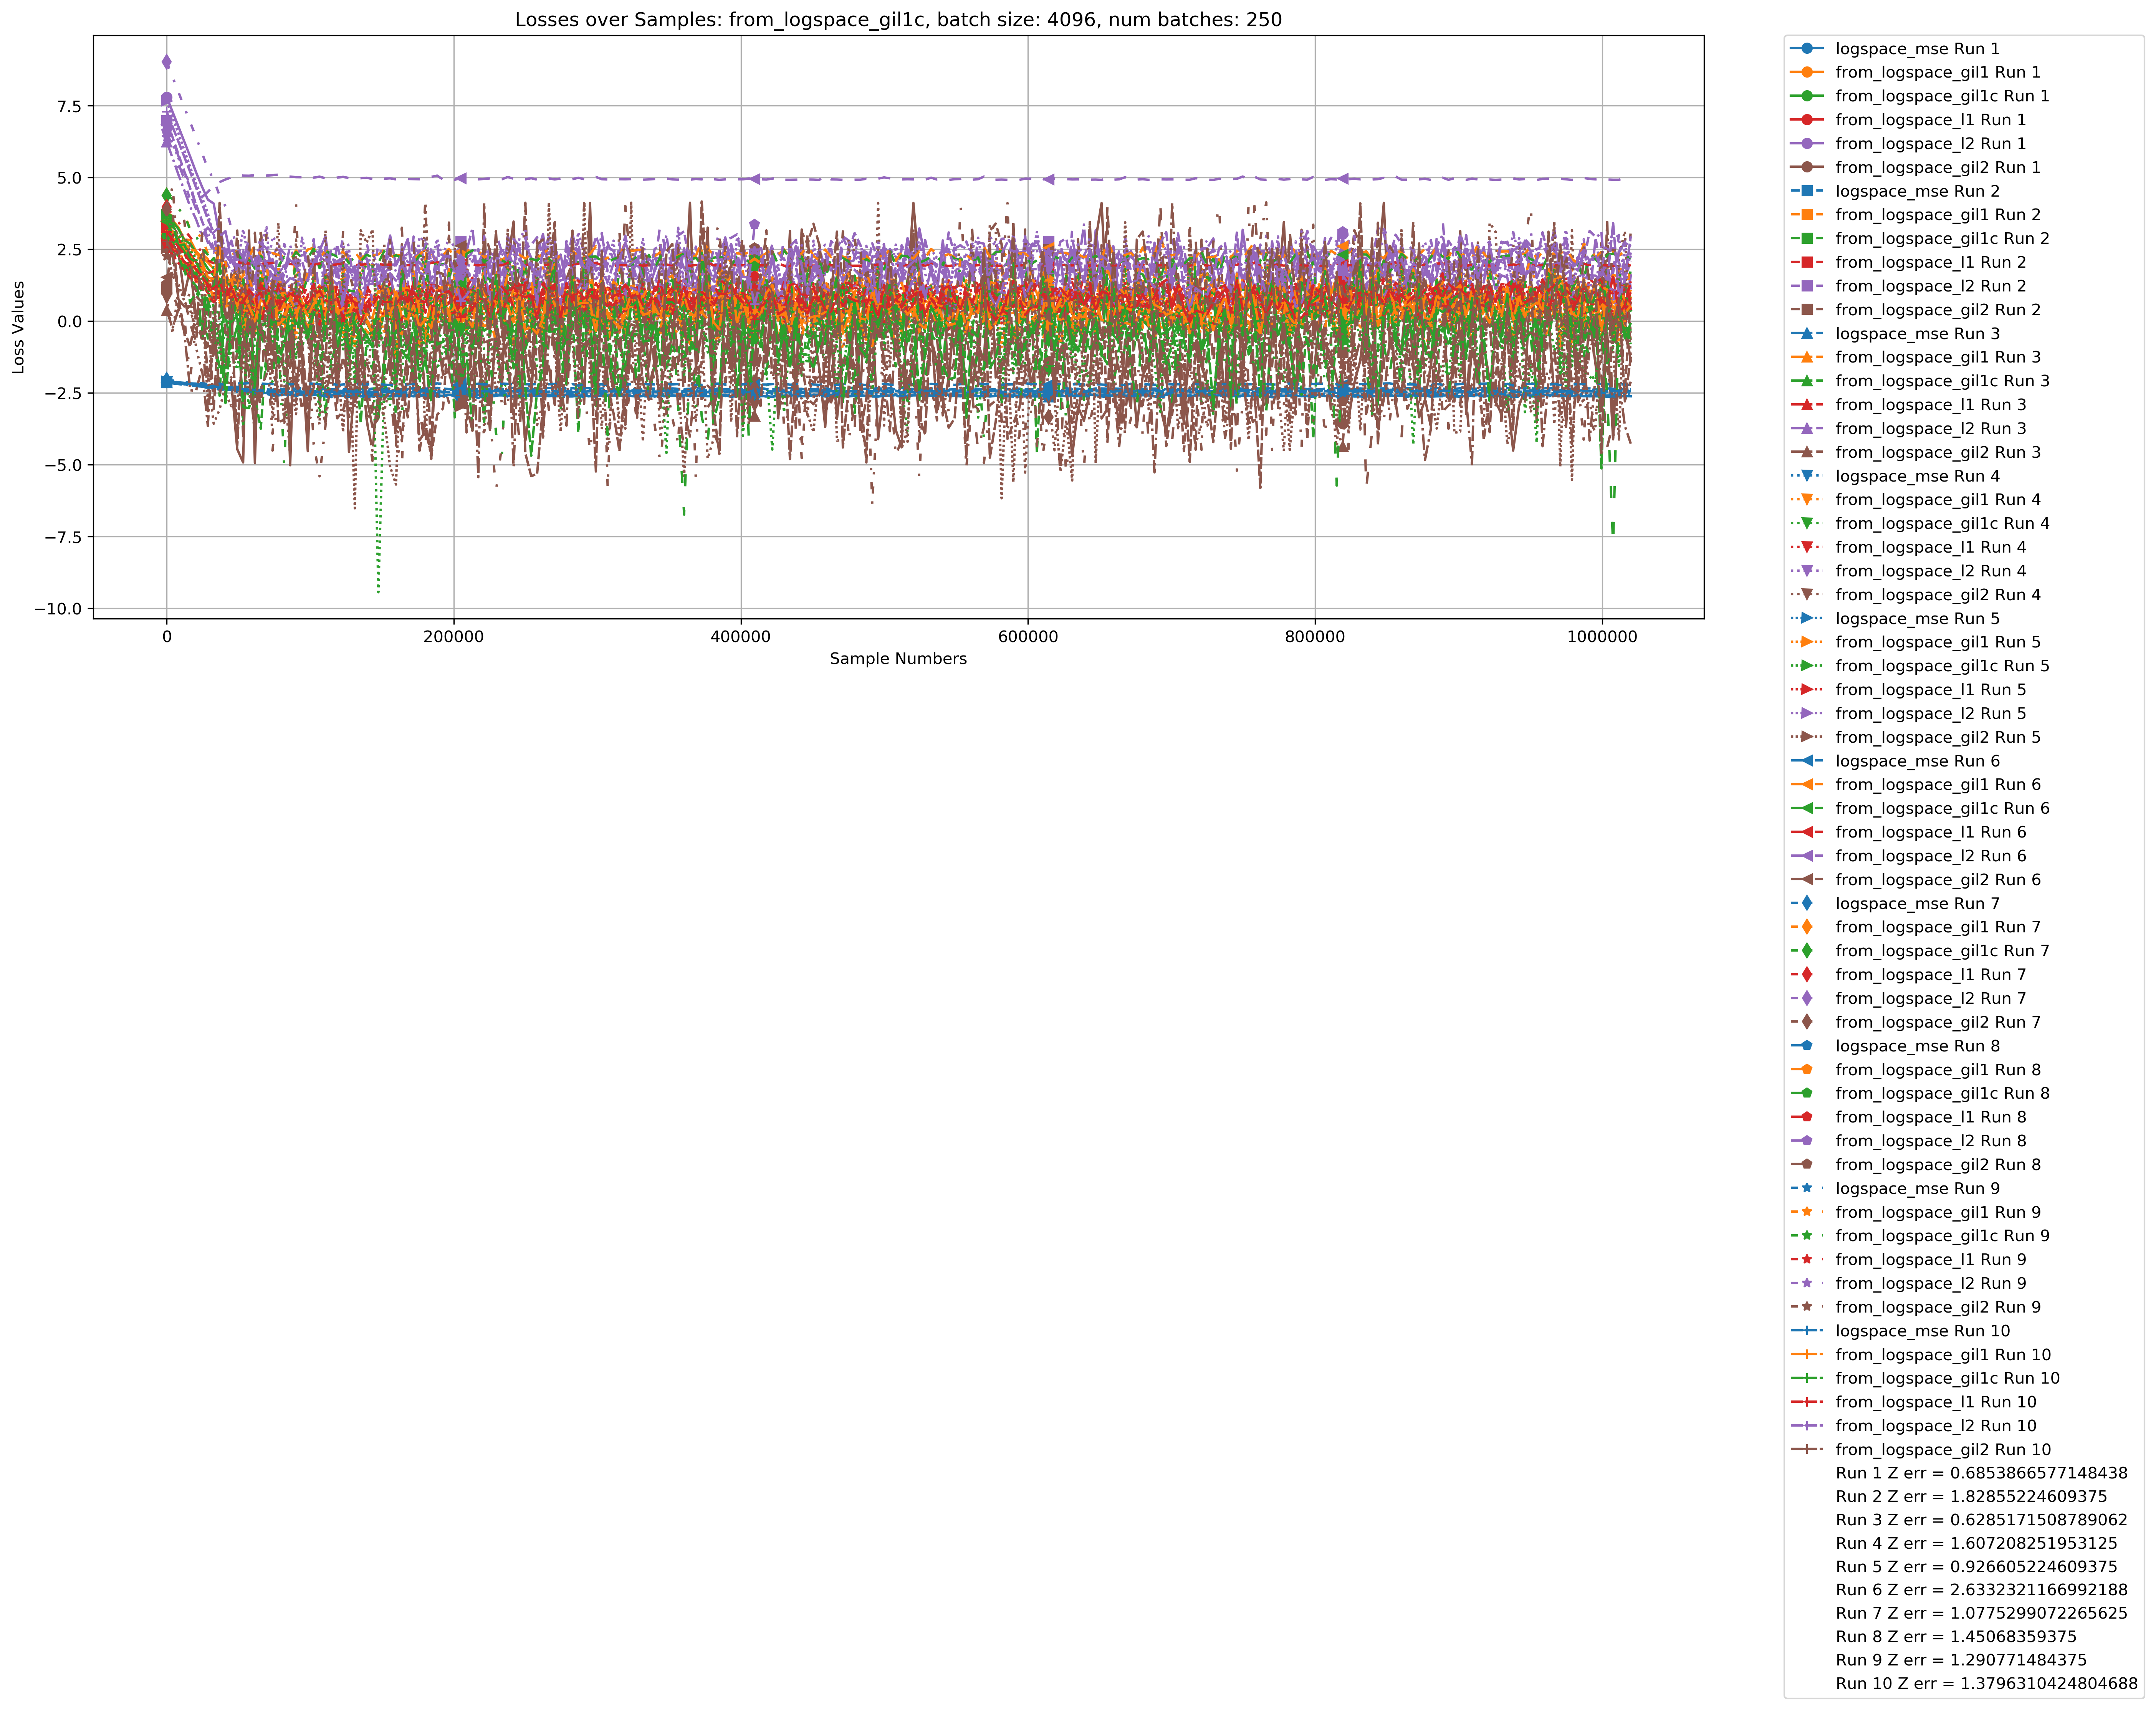 Losses over Samples: from_logspace_gil1c, batch size: 4096, num batches: 250
Loss Values
7.5
5.0
2.5
0.0
−2.5
−5.0
−7.5
−10.0
0
200000
400000
600000
800000
1000000
Sample Numbers
logspace_mse Run 1
from_logspace_gil1 Run 1
from_logspace_gil1c Run 1
from_logspace_l1 Run 1
from_logspace_l2 Run 1
from_logspace_gil2 Run 1
logspace_mse Run 2
from_logspace_gil1 Run 2
from_logspace_gil1c Run 2
from_logspace_l1 Run 2
from_logspace_l2 Run 2
from_logspace_gil2 Run 2
logspace_mse Run 3
from_logspace_gil1 Run 3
from_logspace_gil1c Run 3
from_logspace_l1 Run 3
from_logspace_l2 Run 3
from_logspace_gil2 Run 3
logspace_mse Run 4
from_logspace_gil1 Run 4
from_logspace_gil1c Run 4
from_logspace_l1 Run 4
from_logspace_l2 Run 4
from_logspace_gil2 Run 4
logspace_mse Run 5
from_logspace_gil1 Run 5
from_logspace_gil1c Run 5
from_logspace_l1 Run 5
from_logspace_l2 Run 5
from_logspace_gil2 Run 5
logspace_mse Run 6
from_logspace_gil1 Run 6
from_logspace_gil1c Run 6
from_logspace_l1 Run 6
from_logspace_l2 Run 6
from_logspace_gil2 Run 6
logspace_mse Run 7
from_logspace_gil1 Run 7
from_logspace_gil1c Run 7
from_logspace_l1 Run 7
from_logspace_l2 Run 7
from_logspace_gil2 Run 7
logspace_mse Run 8
from_logspace_gil1 Run 8
from_logspace_gil1c Run 8
from_logspace_l1 Run 8
from_logspace_l2 Run 8
from_logspace_gil2 Run 8
logspace_mse Run 9
from_logspace_gil1 Run 9
from_logspace_gil1c Run 9
from_logspace_l1 Run 9
from_logspace_l2 Run 9
from_logspace_gil2 Run 9
logspace_mse Run 10
from_logspace_gil1 Run 10
from_logspace_gil1c Run 10
from_logspace_l1 Run 10
from_logspace_l2 Run 10
from_logspace_gil2 Run 10
Run 1 Z err = 0.6853866577148438
Run 2 Z err = 1.82855224609375
Run 3 Z err = 0.6285171508789062
Run 4 Z err = 1.607208251953125
Run 5 Z err = 0.926605224609375
Run 6 Z err = 2.6332321166992188
Run 7 Z err = 1.0775299072265625
Run 8 Z err = 1.45068359375
Run 9 Z err = 1.290771484375
Run 10 Z err = 1.3796310424804688